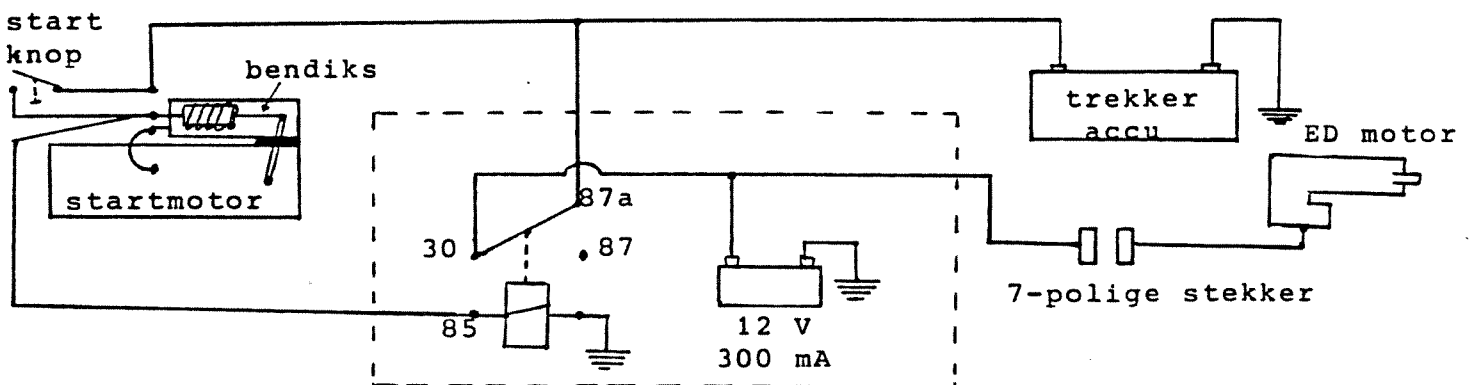 start
knop
bendiks
trekker
accu
ED motor
startmotor
87a
30
87
7-polige stekker
85
12 V
300 mA